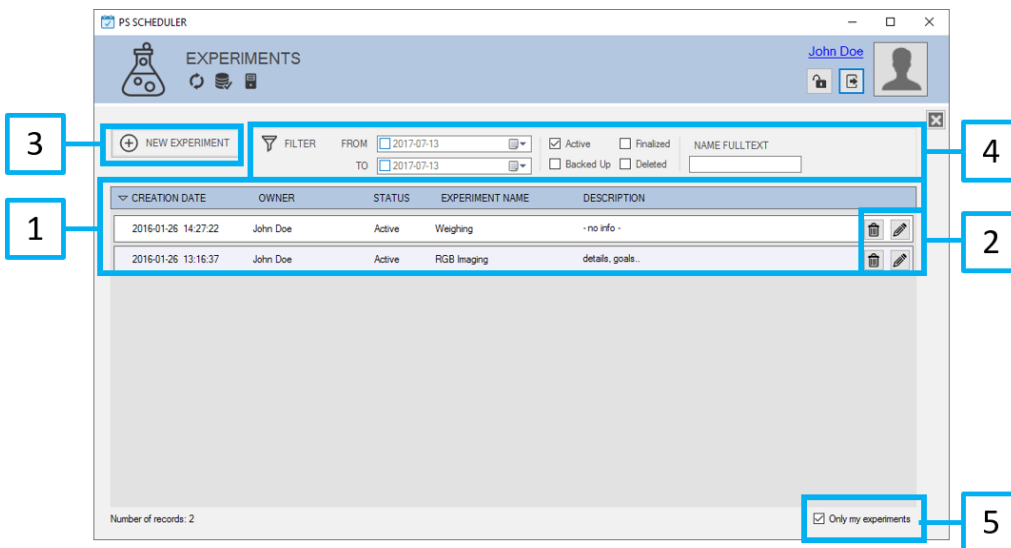 PS SCHEDULER
EXPERIMENTS
John Doe
3
NEW EXPERIMENT
FILTER FROM 2017-07-13 Active Finalized NAME FULLTEXT
TO 2017-07-13 Backed Up Deleted
4
1
CREATION DATE OWNER STATUS EXPERIMENT NAME DESCRIPTION
2016-01-26 14:27:22 John Doe Active Weighing - no info -
2
2016-01-26 13:16:37 John Doe Active RGB Imaging details, goals..
Number of records: 2 Only my experiments
5